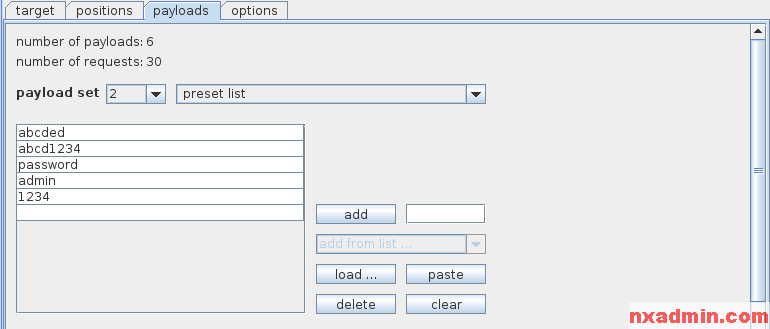 target positions payloads options
number of payloads: 6
number of requests: 30
payload set 2 preset list
abcded
abcd1234
password
admin
1234
add
add from list ...
load ... paste
delete clear
nxadmin.com